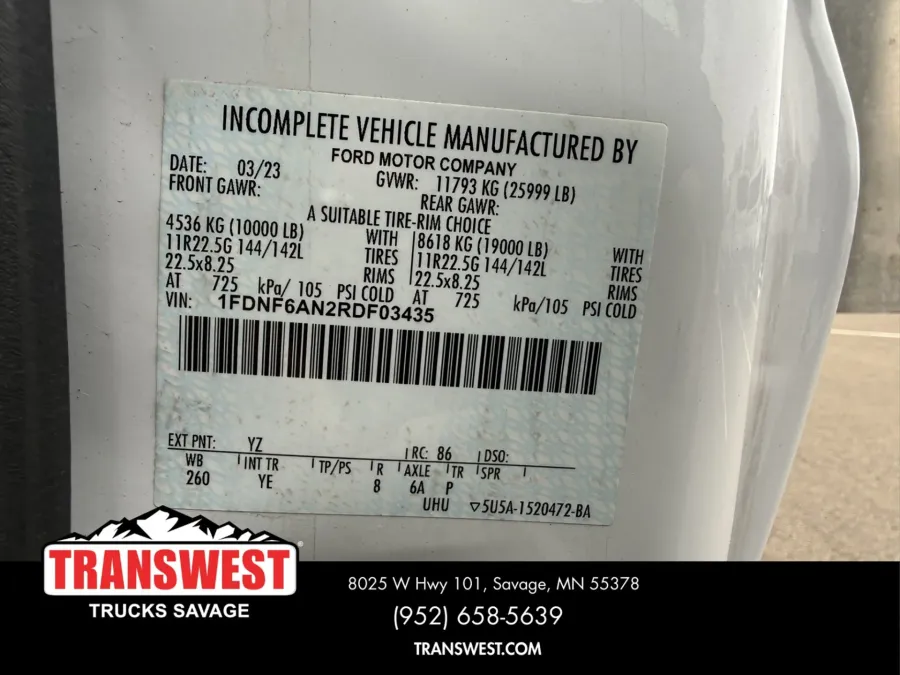 INCOMPLETE VEHICLE MANUFACTURED BY
FORD MOTOR COMPANY
DATE: 03/23 GVWR: 11793 KG (25999 LB)
FRONT GAWR: REAR GAWR:
A SUITABLE TIRE-RIM CHOICE
4536 KG (10000 LB) WITH 8618 KG (19000 LB) WITH
11R22.5G 144/142L TIRES 11R22.5G 144/142L TIRES
22.5x8.25 RIMS 22.5x8.25 RIMS
AT 725 kPa/ 105 PSI COLD AT 725 kPa/105 PSI COLD
VIN: 1FDNF6AN2RDF03435
EXT PNT: YZ RC: 86 DSO:
WB INT TR TP/PS R AXLE TR SPR
260 YE 8 6A P
UHU ▽5U5A-1520472-BA
TRANSWEST
TRUCKS SAVAGE
8025 W Hwy 101, Savage, MN 55378
(952) 658-5639
TRANSWEST.COM